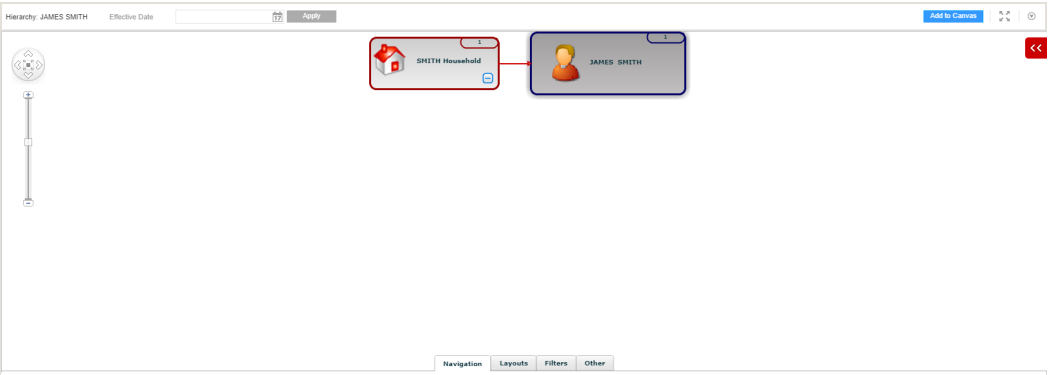 Hierarchy: JAMES SMITH Effective Date 17 Apply Add to Canvas
1 1
SMITH Household JAMES SMITH
Navigation Layouts Filters Other